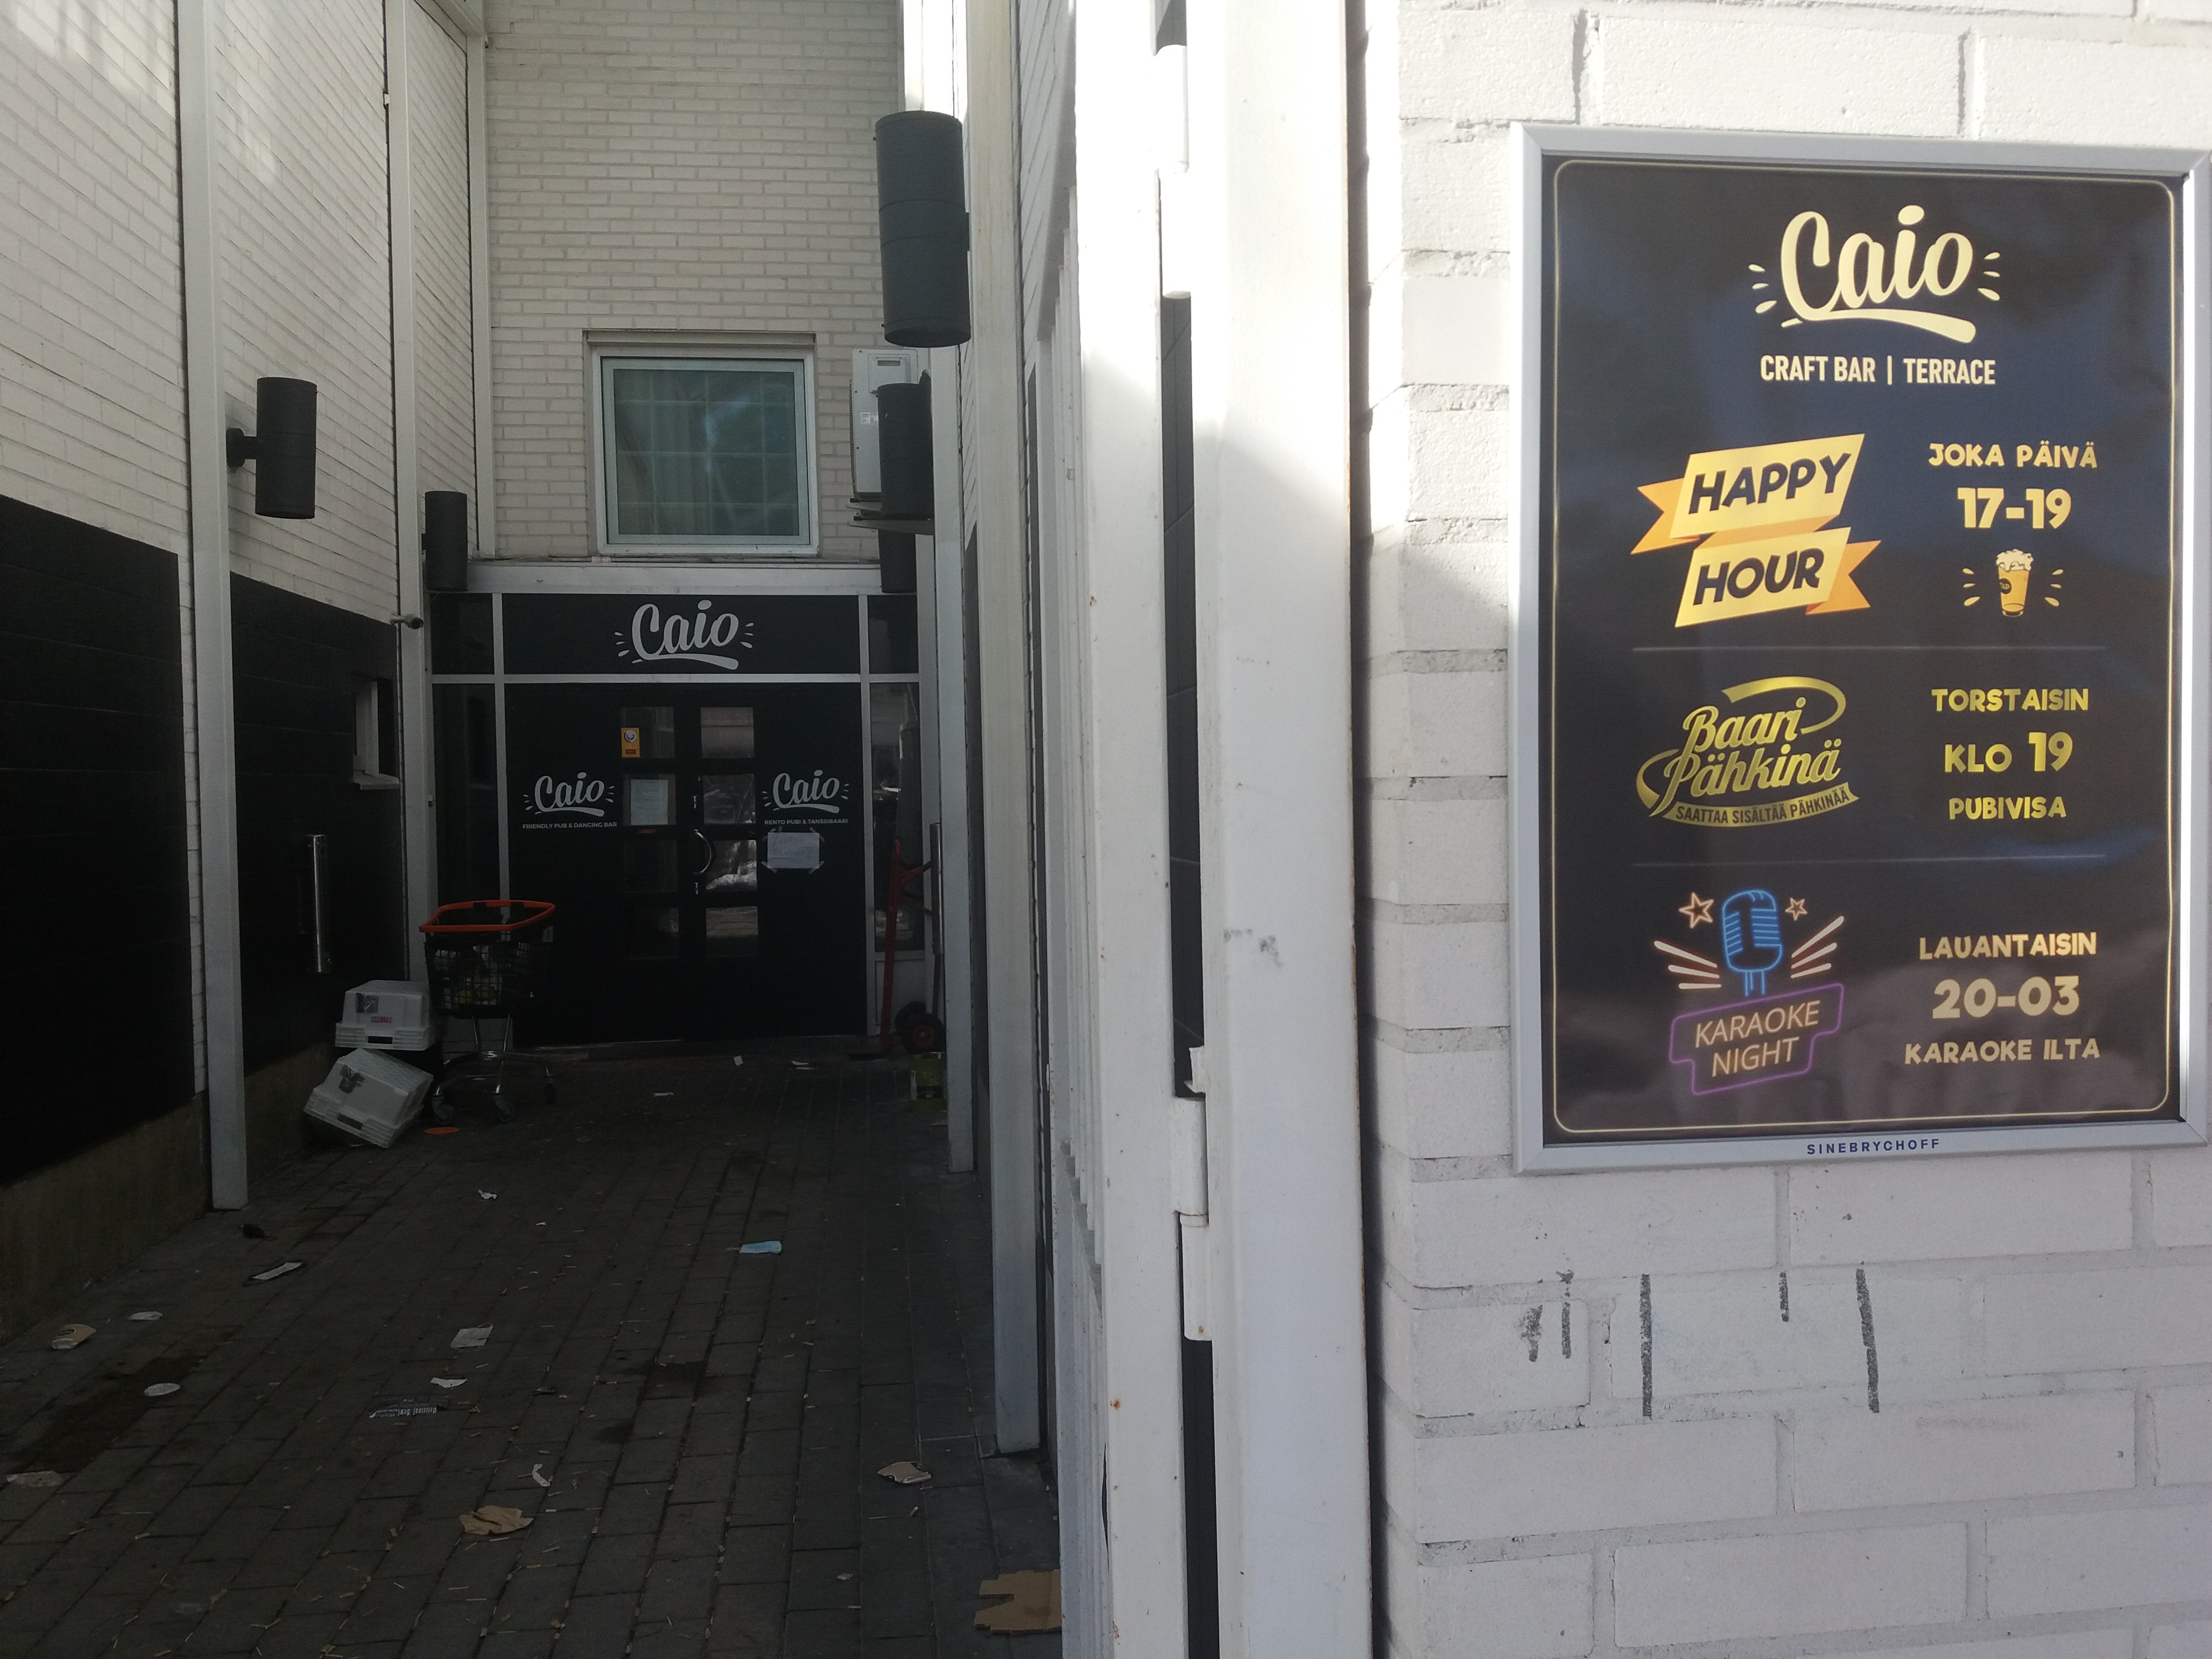 Caio
Caio
FRIENDLY PUB & DANCING BAR
Caio
RENTO PUBI & TANSSIBAARI
Caio
CRAFT BAR | TERRACE
HAPPY
HOUR
JOKA PÄIVÄ
17-19
Baari
Pähkinä
SAATTAA SISÄLTÄÄ PÄHKINÄÄ
TORSTAISIN
KLO 19
PUBIVISA
KARAOKE
NIGHT
LAUANTAISIN
20-03
KARAOKE ILTA
SINEBRYCHOFF